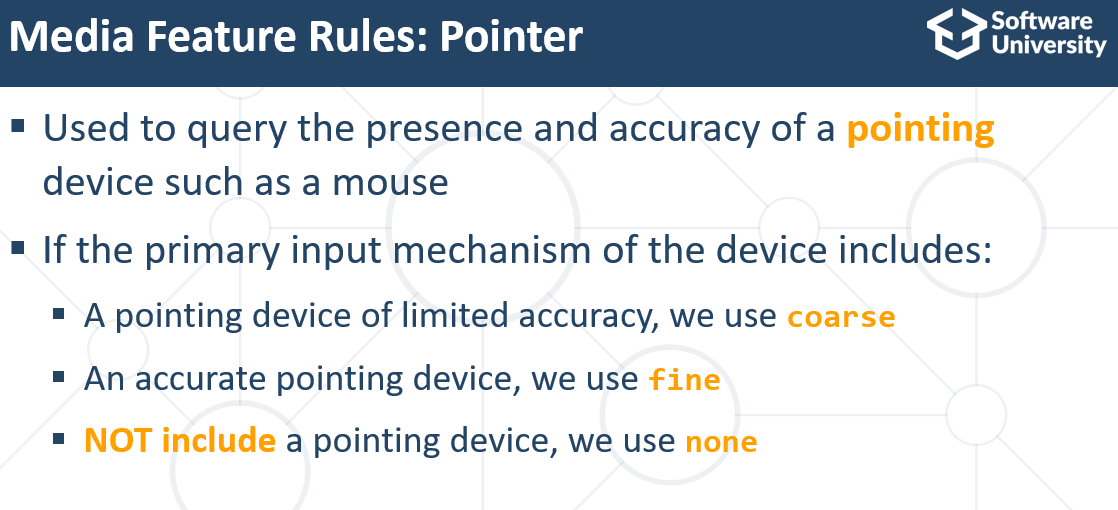 Media Feature Rules: Pointer
Software
University
▪ Used to query the presence and accuracy of a pointing
device such as a mouse
▪ If the primary input mechanism of the device includes:
▪ A pointing device of limited accuracy, we use coarse
▪ An accurate pointing device, we use fine
▪ NOT include a pointing device, we use none